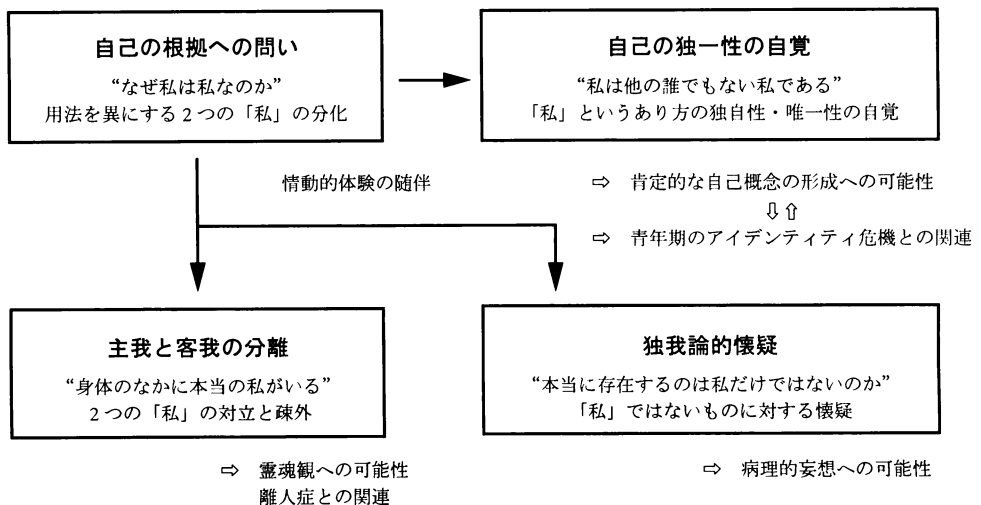 自己の根拠への問い
“なぜ私は私なのか”
用法を異にする2つの「私」の分化
自己の独一性の自覚
“私は他の誰でもない私である”
「私」というあり方の独自性・唯一性の自覚
情動的体験の随伴
⇨ 肯定的な自己概念の形成への可能性
⇩⇧
⇨ 青年期のアイデンティティ危機との関連
主我と客我の分離
“身体のなかに本当の私がいる”
2つの「私」の対立と疎外
⇨ 霊魂観への可能性
離人症との関連
独我論的懐疑
“本当に存在するのは私だけではないのか”
「私」ではないものに対する懐疑
⇨ 病理的妄想への可能性